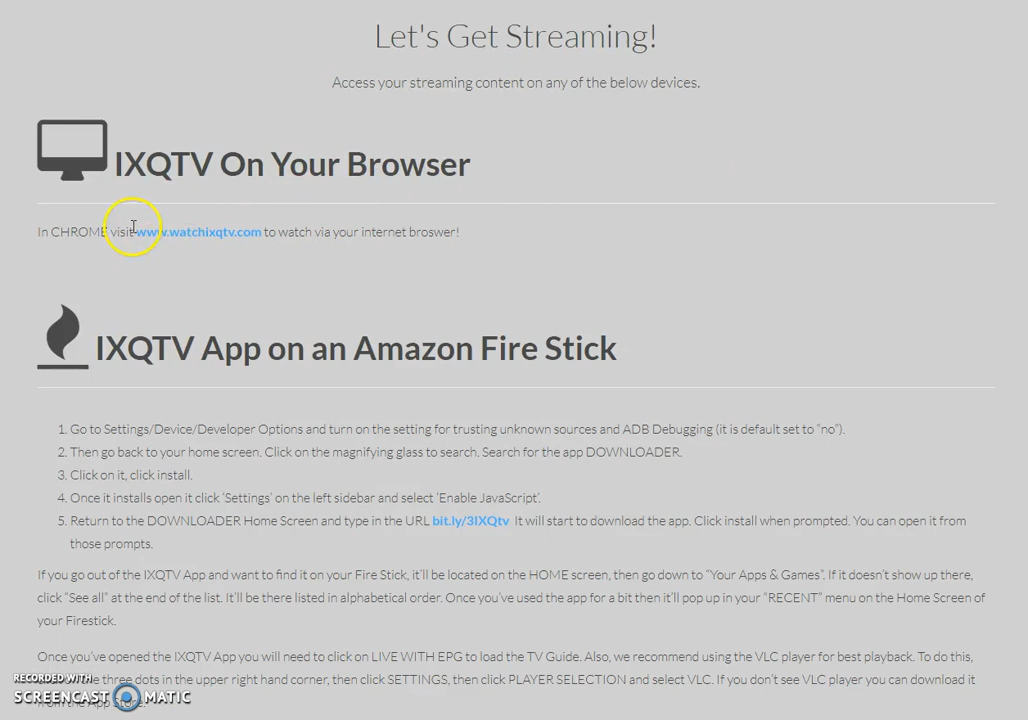 Let's Get Streaming!
Access your streaming content on any of the below devices.
IXQTV On Your Browser
In CHROME visit www.watchixqtv.com to watch via your internet broswer!
IXQTV App on an Amazon Fire Stick
1. Go to Settings/Device/Developer Options and turn on the setting for trusting unknown sources and ADB Debugging (it is default set to “no”).
2. Then go back to your home screen. Click on the magnifying glass to search. Search for the app DOWNLOADER.
3. Click on it, click install.
4. Once it installs open it click ‘Settings’ on the left sidebar and select ‘Enable JavaScript’.
5. Return to the DOWNLOADER Home Screen and type in the URL bit.ly/3IXQtv It will start to download the app. Click install when prompted. You can open it from
those prompts.
If you go out of the IXQTV App and want to find it on your Fire Stick, it’ll be located on the HOME screen, then go down to “Your Apps & Games”. If it doesn’t show up there,
click “See all” at the end of the list. It’ll be there listed in alphabetical order. Once you’ve used the app for a bit then it’ll pop up in your “RECENT” menu on the Home Screen of
your Firestick.
Once you’ve opened the IXQTV App you will need to click on LIVE WITH EPG to load the TV Guide. Also, we recommend using the VLC player for best playback. To do this,
three dots in the upper right hand corner, then click SETTINGS, then click PLAYER SELECTION and select VLC. If you don’t see VLC player you can download it
from the App Store.
RECORDED WITH
SCREENCAST MATIC